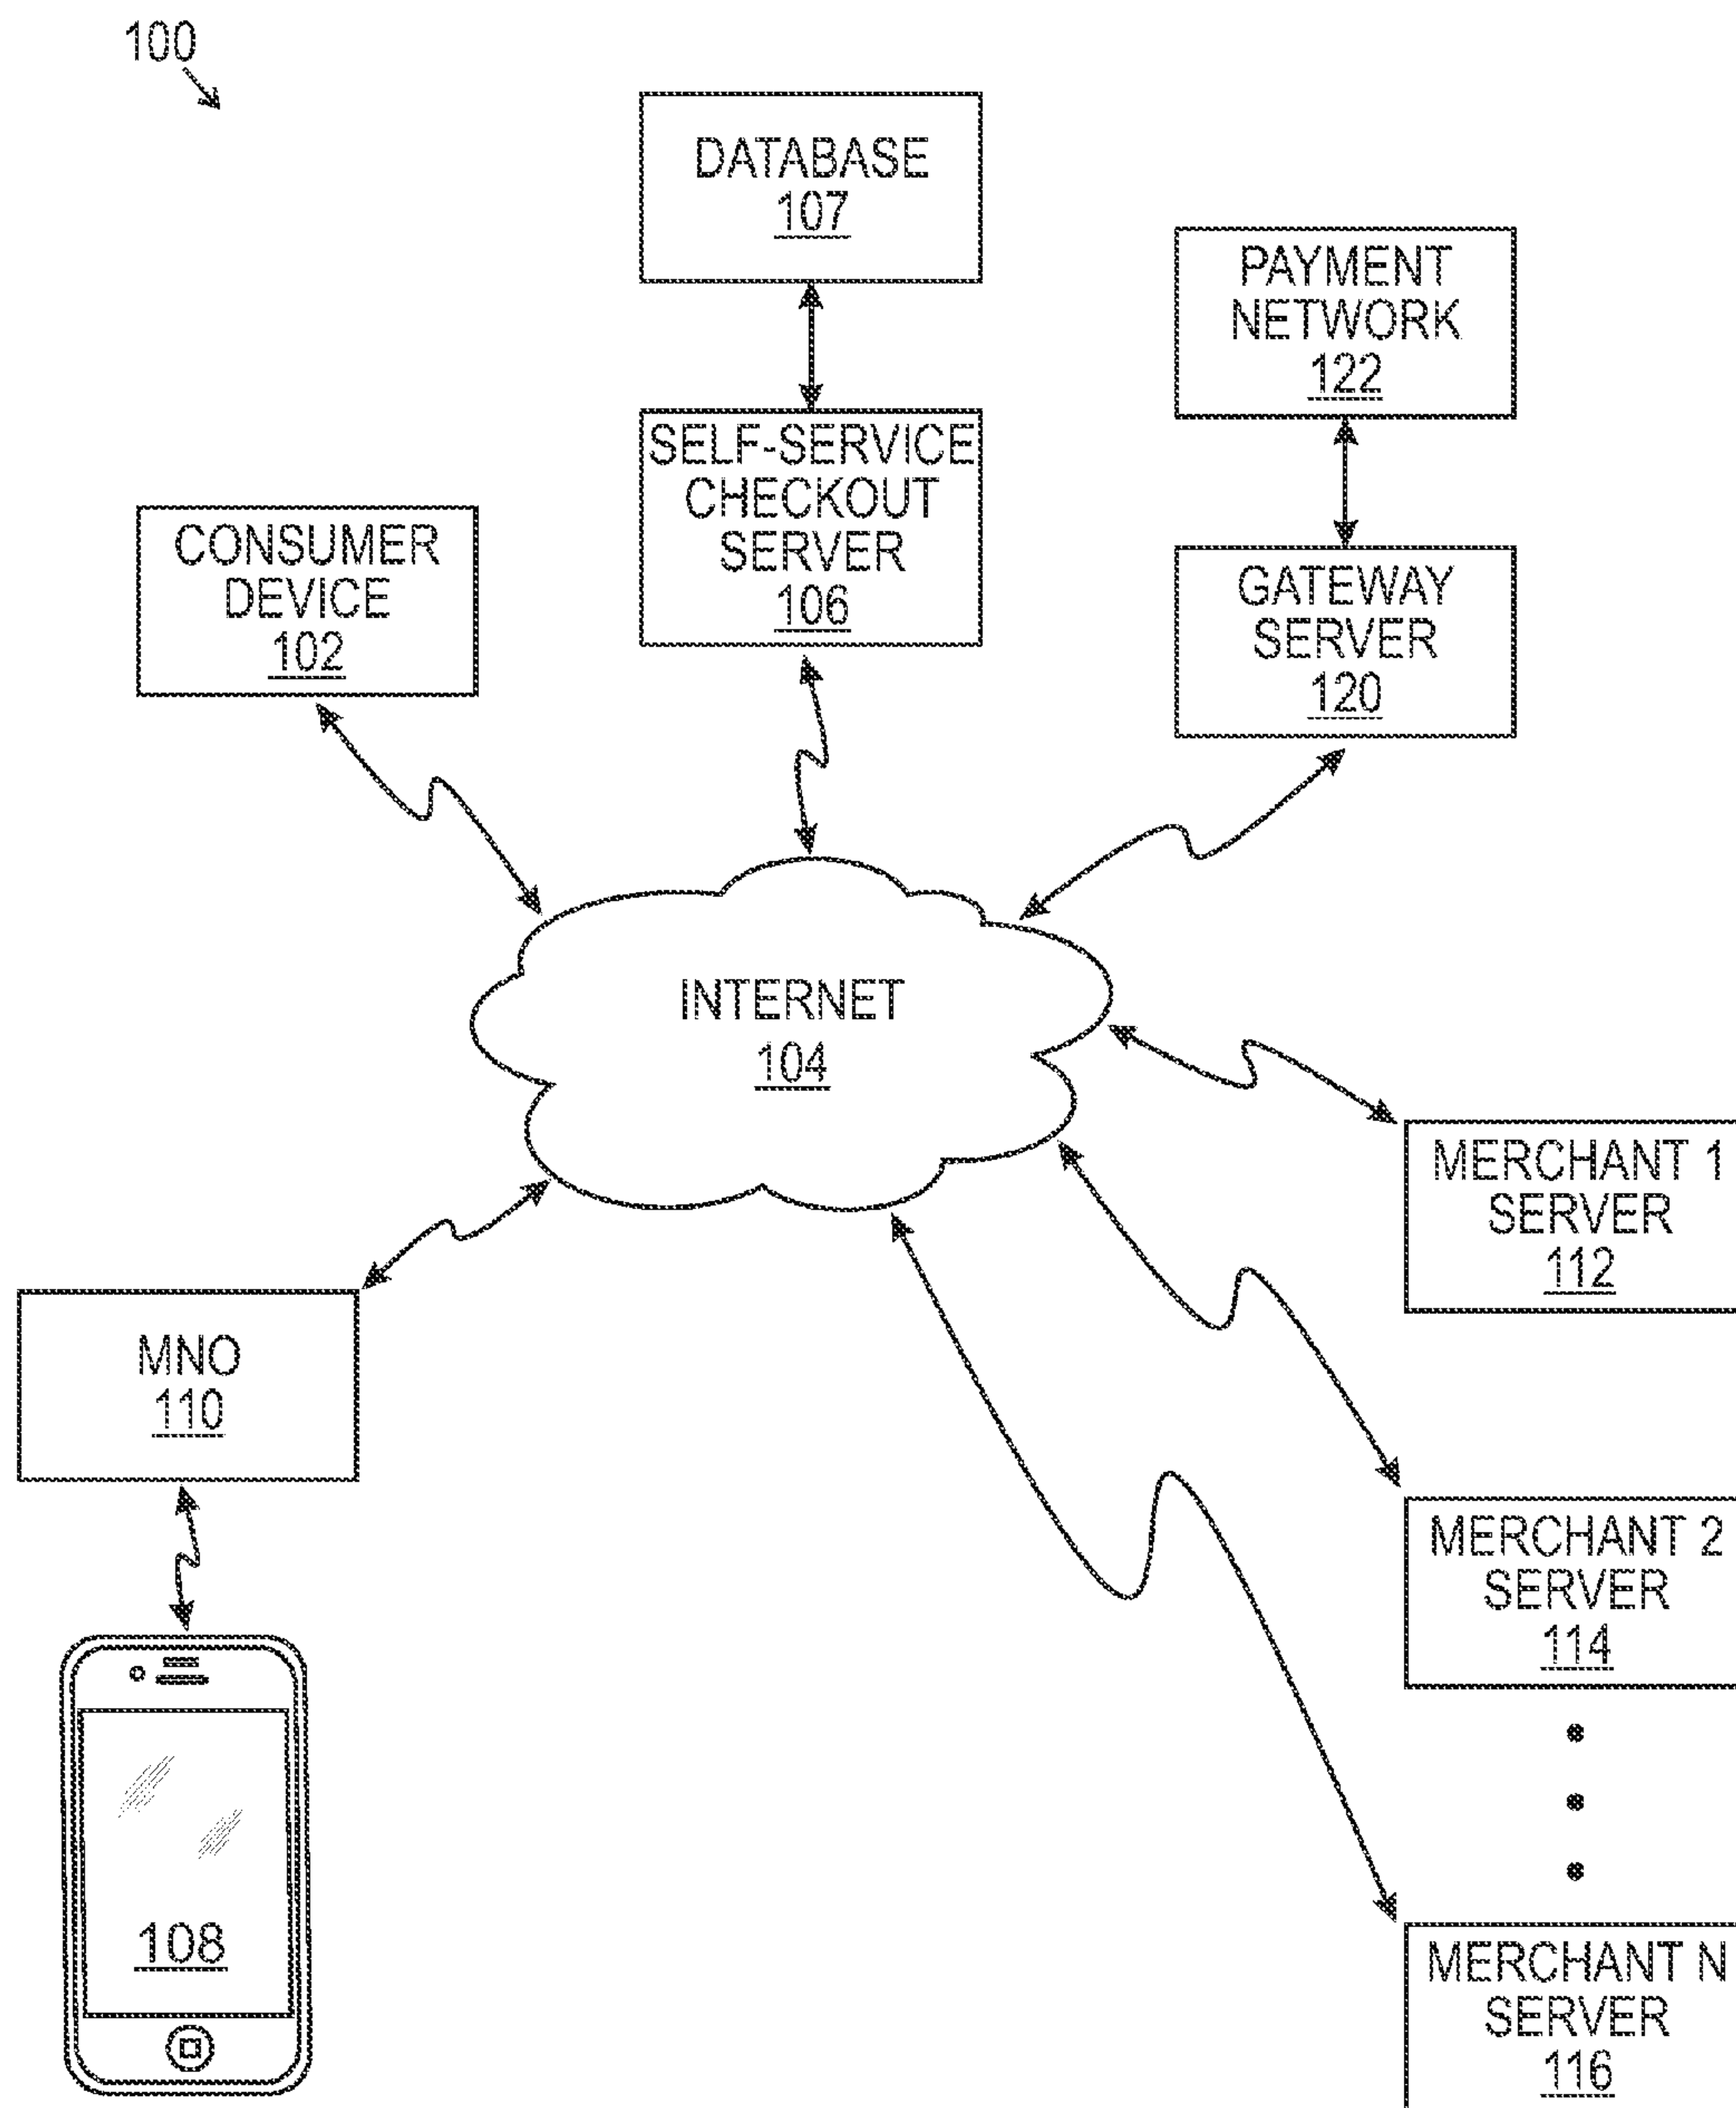 100
DATABASE
107
PAYMENT
NETWORK
122
SELF-SERVICE
CHECKOUT
SERVER
106
CONSUMER
DEVICE
102
GATEWAY
SERVER
120
INTERNET
104
MERCHANT 1
SERVER
112
MNO
110
MERCHANT 2
SERVER
114
108
MERCHANT N
SERVER
116